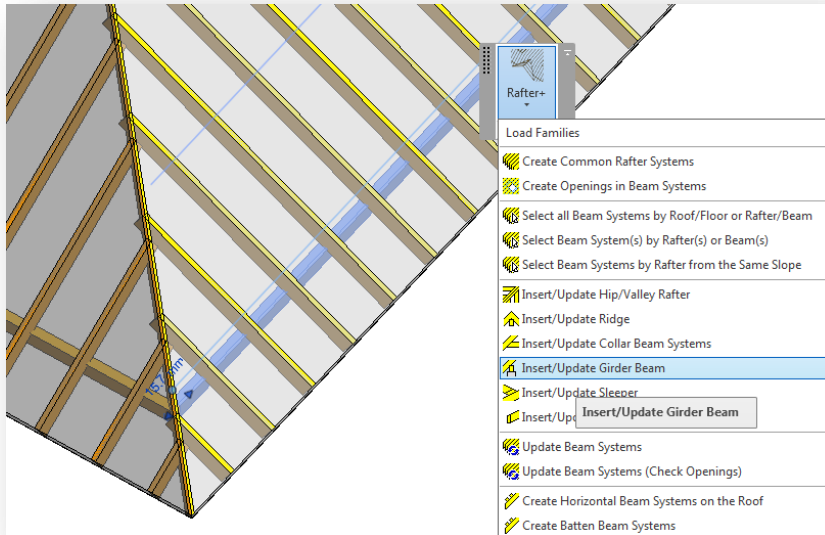 Rafter+
Load Families
Create Common Rafter Systems
Create Openings in Beam Systems
Select all Beam Systems by Roof/Floor or Rafter/Beam
Select Beam System(s) by Rafter(s) or Beam(s)
Select Beam Systems by Rafter from the Same Slope
Insert/Update Hip/Valley Rafter
Insert/Update Ridge
Insert/Update Collar Beam Systems
Insert/Update Girder Beam
Insert/Update Sleeper
Insert/Upd
Insert/Update Girder Beam
Update Beam Systems
Update Beam Systems (Check Openings)
Create Horizontal Beam Systems on the Roof
Create Batten Beam Systems